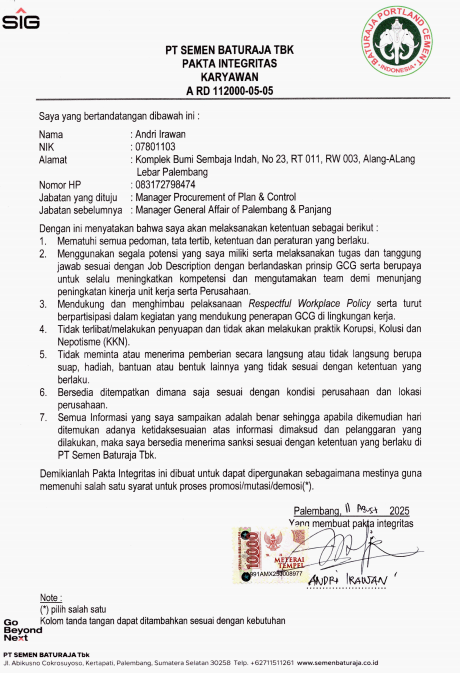 SIG
BATURAJA PORTLAND CEMENT
INDONESIA
PT SEMEN BATURAJA TBK
PAKTA INTEGRITAS
KARYAWAN
A RD 112000-05-05
Saya yang bertandatangan dibawah ini :
Nama : Andri Irawan
NIK : 07801103
Alamat : Komplek Bumi Sembaja Indah, No 23, RT 011, RW 003, Alang-ALang
Lebar Palembang
Nomor HP : 083172798474
Jabatan yang dituju : Manager Procurement of Plan & Control
Jabatan sebelumnya : Manager General Affair of Palembang & Panjang
Dengan ini menyatakan bahwa saya akan melaksanakan ketentuan sebagai berikut :
1. Mematuhi semua pedoman, tata tertib, ketentuan dan peraturan yang berlaku.
2. Menggunakan segala potensi yang saya miliki serta melaksanakan tugas dan tanggung
jawab sesuai dengan Job Description dengan berlandaskan prinsip GCG serta berupaya
untuk selalu meningkatkan kompetensi dan mengutamakan team demi menunjang
peningkatan kinerja unit kerja serta Perusahaan.
3. Mendukung dan menghimbau pelaksanaan Respectful Workplace Policy serta turut
berpartisipasi dalam kegiatan yang mendukung penerapan GCG di lingkungan kerja.
4. Tidak terlibat/melakukan penyuapan dan tidak akan melakukan praktik Korupsi, Kolusi dan
Nepotisme (KKN).
5. Tidak meminta atau menerima pemberian secara langsung atau tidak langsung berupa
suap, hadiah, bantuan atau bentuk lainnya yang tidak sesuai dengan ketentuan yang
berlaku.
6. Bersedia ditempatkan dimana saja sesuai dengan kondisi perusahaan dan lokasi
perusahaan.
7. Semua Informasi yang saya sampaikan adalah benar sehingga apabila dikemudian hari
ditemukan adanya ketidaksesuaian atas informasi dimaksud dan pelanggaran yang
dilakukan, maka saya bersedia menerima sanksi sesuai dengan ketentuan yang berlaku di
PT Semen Baturaja Tbk.
Demikianlah Pakta Integritas ini dibuat untuk dapat dipergunakan sebagaimana mestinya guna
memenuhi salah satu syarat untuk proses promosi/mutasi/demosi(*).
Palembang, 11 2025
Yang membuat pakta integritas
10000
METERAI
TEMPEL
ANDRI IRAWAN
Note :
(*) pilih salah satu
Kolom tanda tangan dapat ditambahkan sesuai dengan kebutuhan
Go
Beyond
Next
PT SEMEN BATURAJA Tbk
Jl. Abikusno Cokrosuyoso, Kertapati, Palembang, Sumatera Selatan 30258 Telp. +62711511261 www.semenbaturaja.co.id